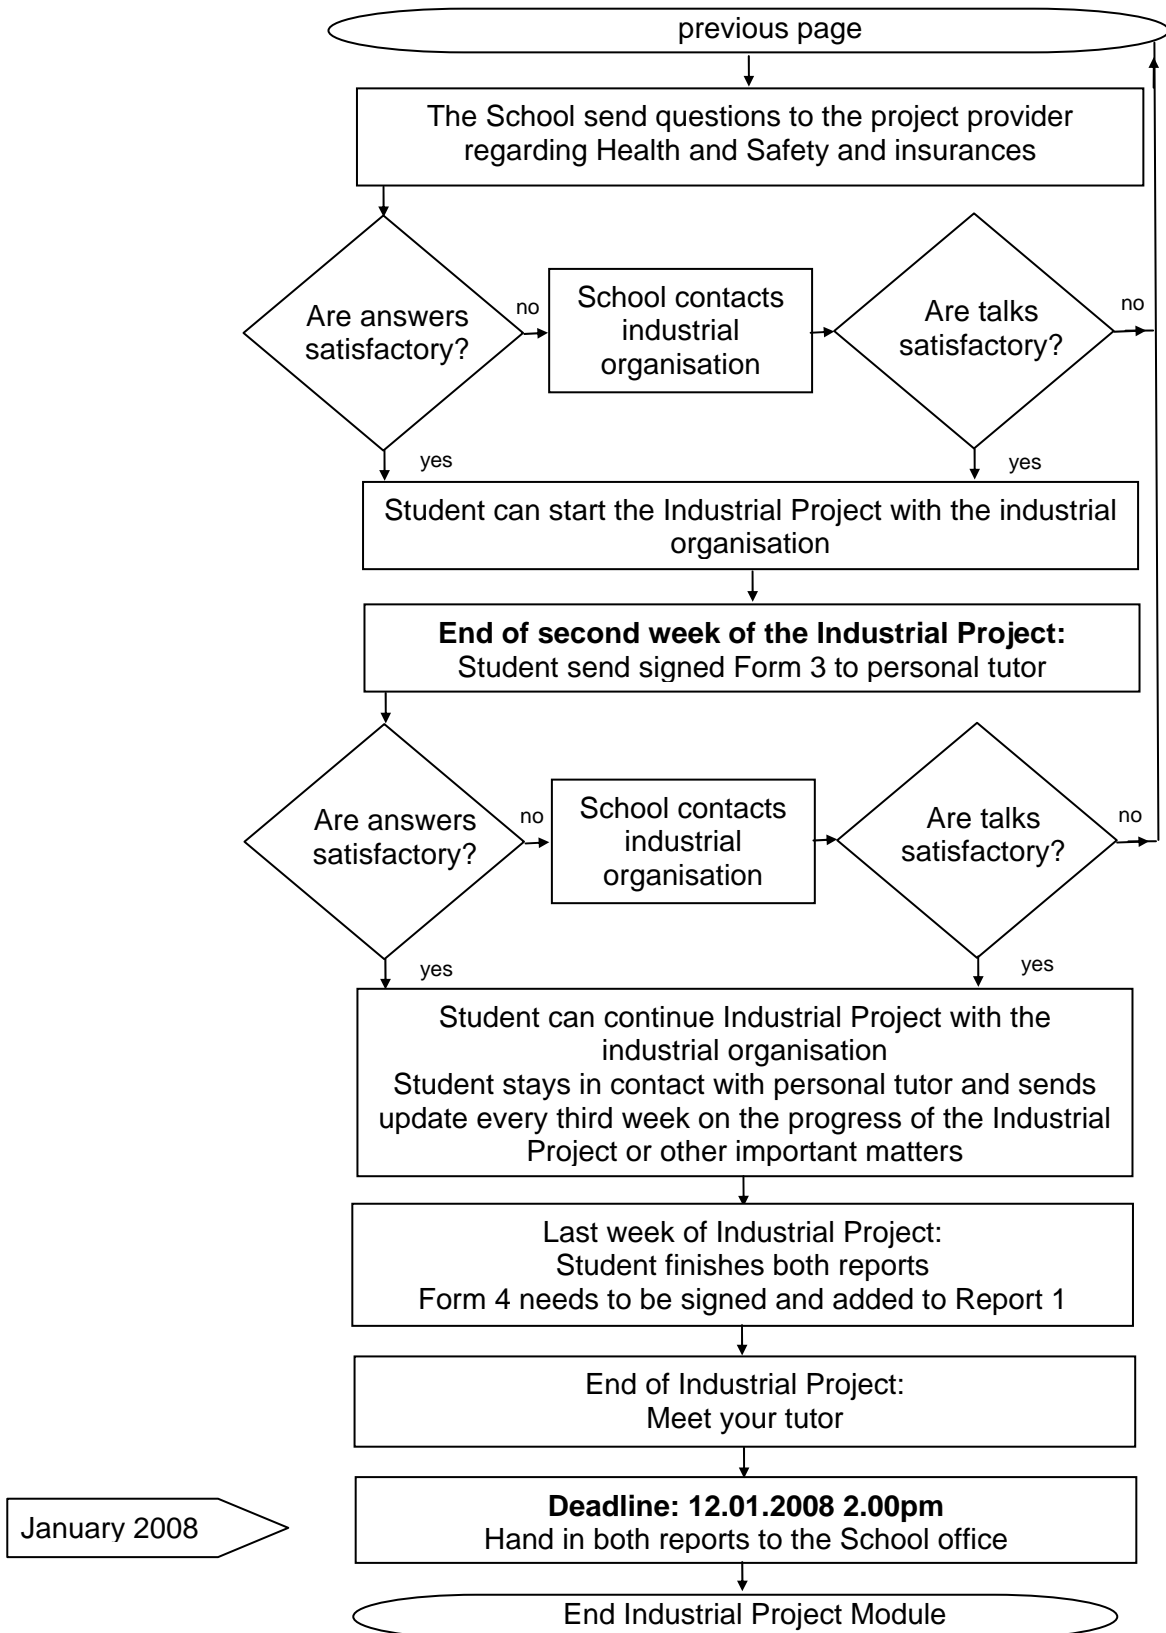 previous page
The School send questions to the project provider
regarding Health and Safety and insurances
Are answers
satisfactory?
no
School contacts
industrial
organisation
Are talks
satisfactory?
no
yes
yes
Student can start the Industrial Project with the industrial
organisation
End of second week of the Industrial Project:
Student send signed Form 3 to personal tutor
Are answers
satisfactory?
no
School contacts
industrial
organisation
Are talks
satisfactory?
no
yes
yes
Student can continue Industrial Project with the
industrial organisation
Student stays in contact with personal tutor and sends
update every third week on the progress of the Industrial
Project or other important matters
Last week of Industrial Project:
Student finishes both reports
Form 4 needs to be signed and added to Report 1
End of Industrial Project:
Meet your tutor
January 2008
Deadline: 12.01.2008 2.00pm
Hand in both reports to the School office
End Industrial Project Module